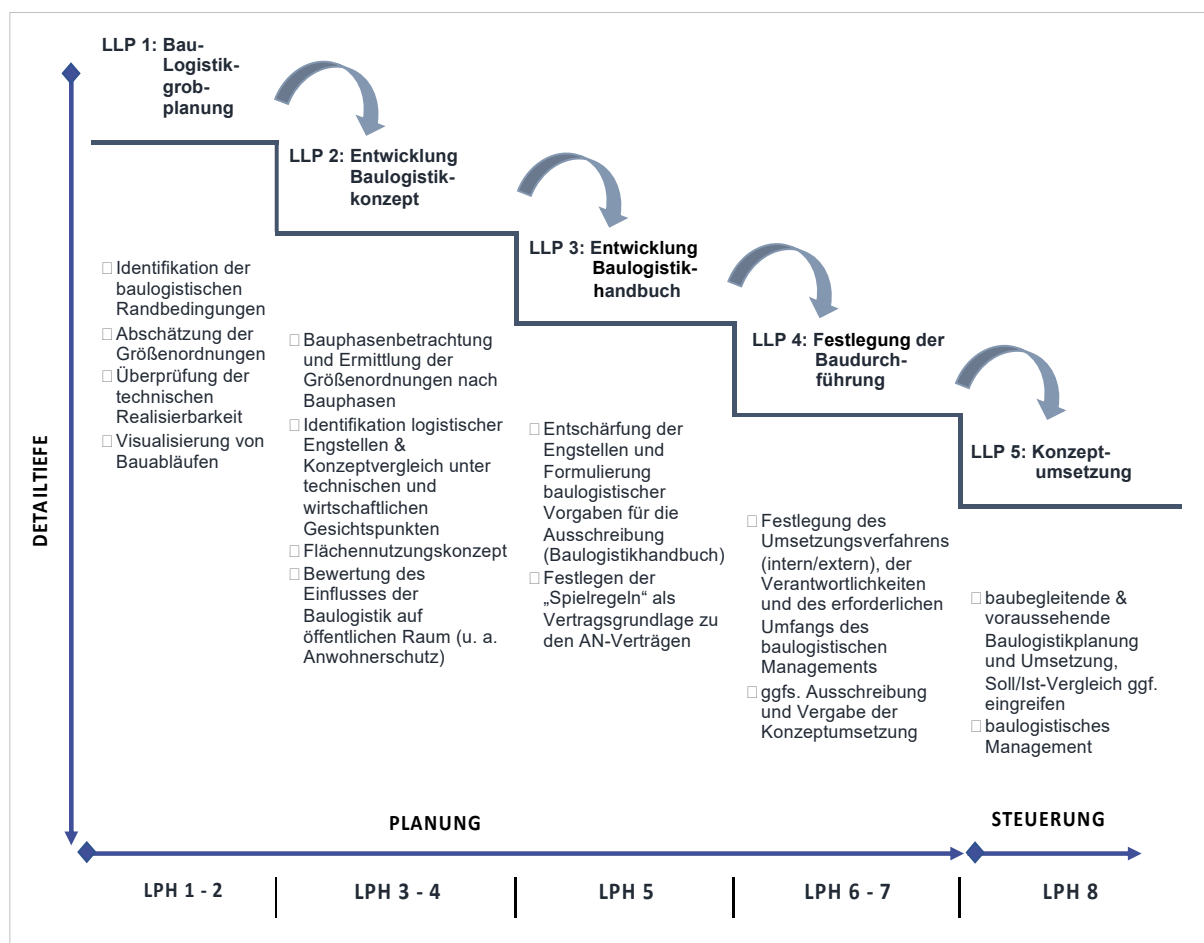 LLP 1: Bau-
Logistik-
grob-
planung
LLP 2: Entwicklung
Baulogistik-
konzept
LLP 3: Entwicklung
Baulogistik-
handbuch
LLP 4: Festlegung der
Baudurch-
führung
LLP 5: Konzept-
umsetzung
Identifikation der
baulogistischen
Randbedingungen
Abschätzung der
Größenordnungen
Überprüfung der
technischen
Realisierbarkeit
Visualisierung von
Bauabläufen
Bauphasenbetrachtung
und Ermittlung der
Größenordnungen nach
Bauphasen
Identifikation logistischer
Engstellen &
Konzeptvergleich unter
technischen und
wirtschaftlichen
Gesichtspunkten
Flächennutzungskonzept
Bewertung des
Einflusses der
Baulogistik auf
öffentlichen Raum (u. a.
Anwohnerschutz)
Entschärfung der
Engstellen und
Formulierung
baulogistischer
Vorgaben für die
Ausschreibung
(Baulogistikhandbuch)
Festlegen der
„Spielregeln“ als
Vertragsgrundlage zu
den AN-Verträgen
Festlegung des
Umsetzungsverfahrens
(intern/extern), der
Verantwortlichkeiten
und des erforderlichen
Umfangs des
baulogistischen
Managements
ggfs. Ausschreibung
und Vergabe der
Konzeptumsetzung
baubegleitende &
voraussehende
Baulogistikplanung
und Umsetzung,
Soll/Ist-Vergleich ggf.
eingreifen
baulogistisches
Management
DETAILTIEFE
PLANUNG
STEUERUNG
LPH 1 - 2
LPH 3 - 4
LPH 5
LPH 6 - 7
LPH 8